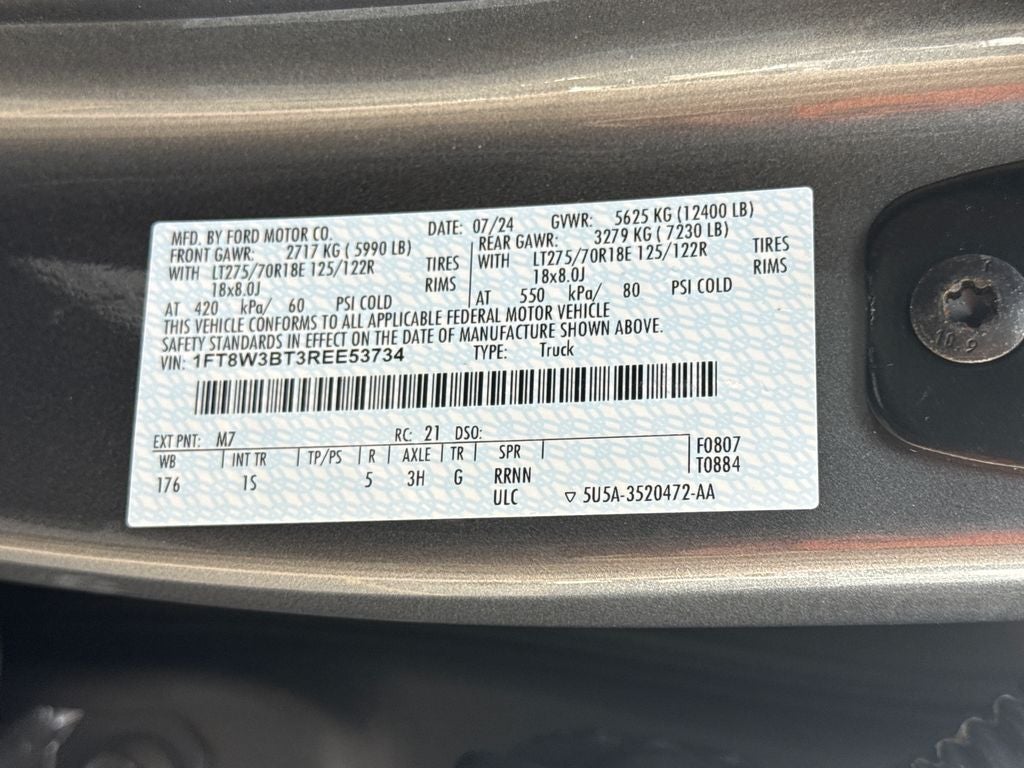 MFD. BY FORD MOTOR CO. DATE: 07/24 GVWR: 5625 KG (12400 LB)
FRONT GAWR: 2717 KG ( 5990 LB) REAR GAWR: 3279 KG ( 7230 LB)
WITH LT275/70R18E 125/122R TIRES WITH LT275/70R18E 125/122R TIRES
18x8.0J RIMS 18x8.0J RIMS
AT 420 kPa/ 60 PSI COLD AT 550 kPa/ 80 PSI COLD
THIS VEHICLE CONFORMS TO ALL APPLICABLE FEDERAL MOTOR VEHICLE
SAFETY STANDARDS IN EFFECT ON THE DATE OF MANUFACTURE SHOWN ABOVE.
VIN: 1FT8W3BT3REE53734 TYPE: Truck
EXT PNT: M7 RC: 21 DSO:
WB INT TR TP/PS R AXLE TR SPR F0807
176 1S 5 3H G RRNN T0884
ULC ▽ 5U5A-3520472-AA
10.9